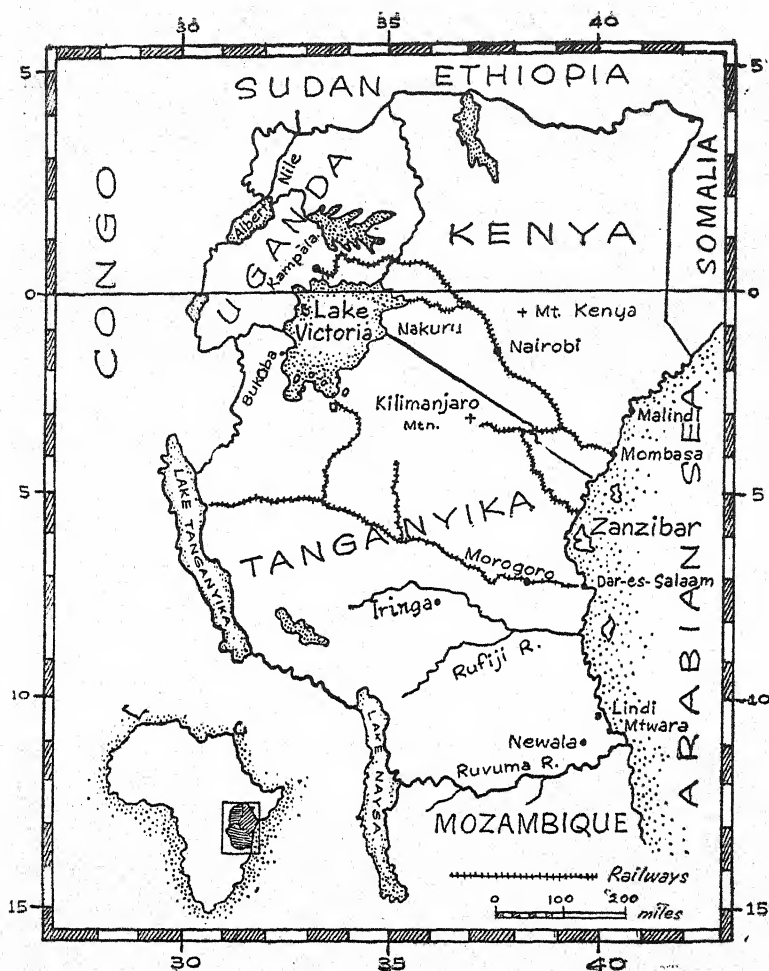 30 35 40
5 5
SUDAN ETHIOPIA
CONGO
Nile
Albert
UGANDA
Kampala
KENYA
SOMALIA
0 0
Lake
Victoria
Nakuru
+ Mt. Kenya
Nairobi
Bukoba
Kilimanjaro
Mtn. +
Malindi
Mombasa
ARABIAN SEA
LAKE TANGANYIKA
5 5
TANGANYIKA
Zanzibar
Morogoro
Dar-es-Salaam
Iringa
Rufiji R.
10 10
LAKE NAYSA
Lindi
Mtwara
Newala
Ruvuma R.
MOZAMBIQUE
Railways
0 100 200
miles
15 15
30 35 40